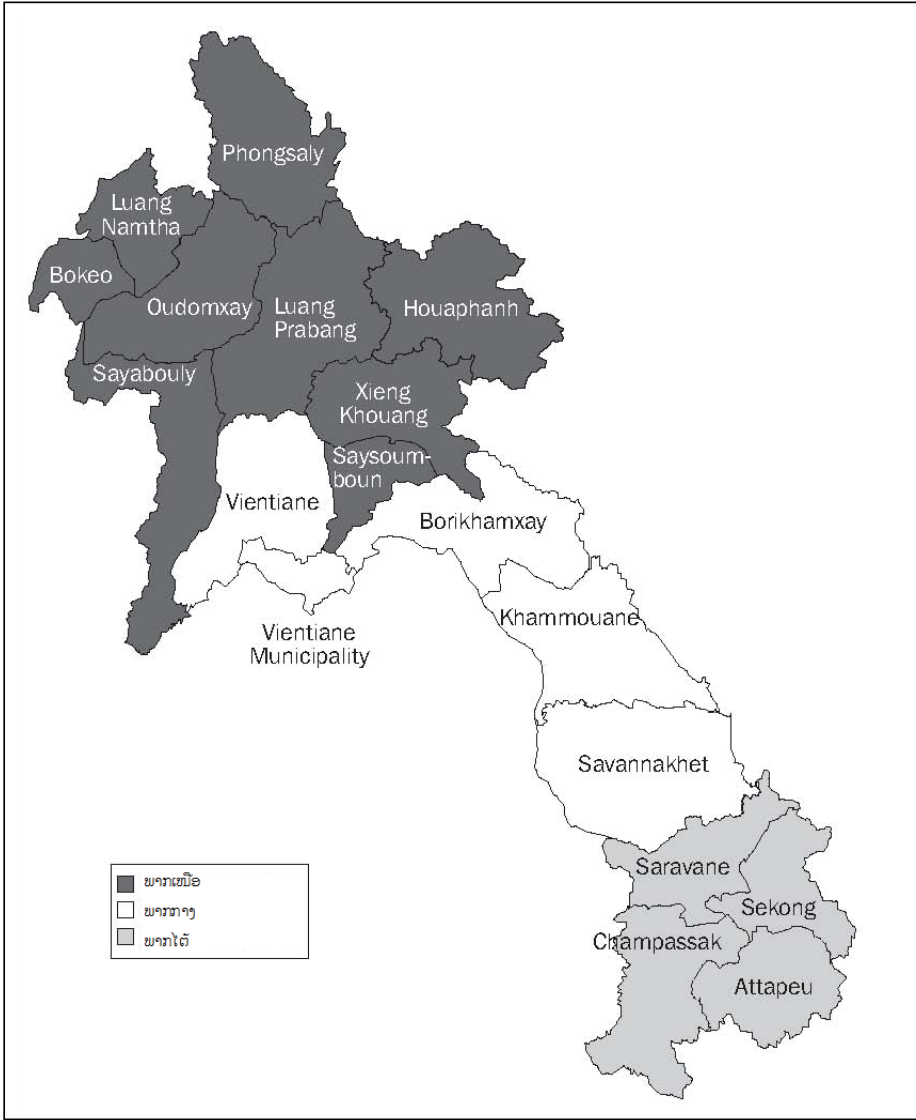 Phongsaly
Luang
Namtha
Bokeo
Oudomxay
Luang
Prabang
Houaphanh
Sayabouly
Xieng
Khouang
Saysoum-
boun
Vientiane
Borikhamxay
Khammouane
Vientiane
Municipality
Savannakhet
Saravane
Sekong
Champassak
Attapeu
ພາກເໜືອ
ພາກກາງ
ພາກໄຕ້